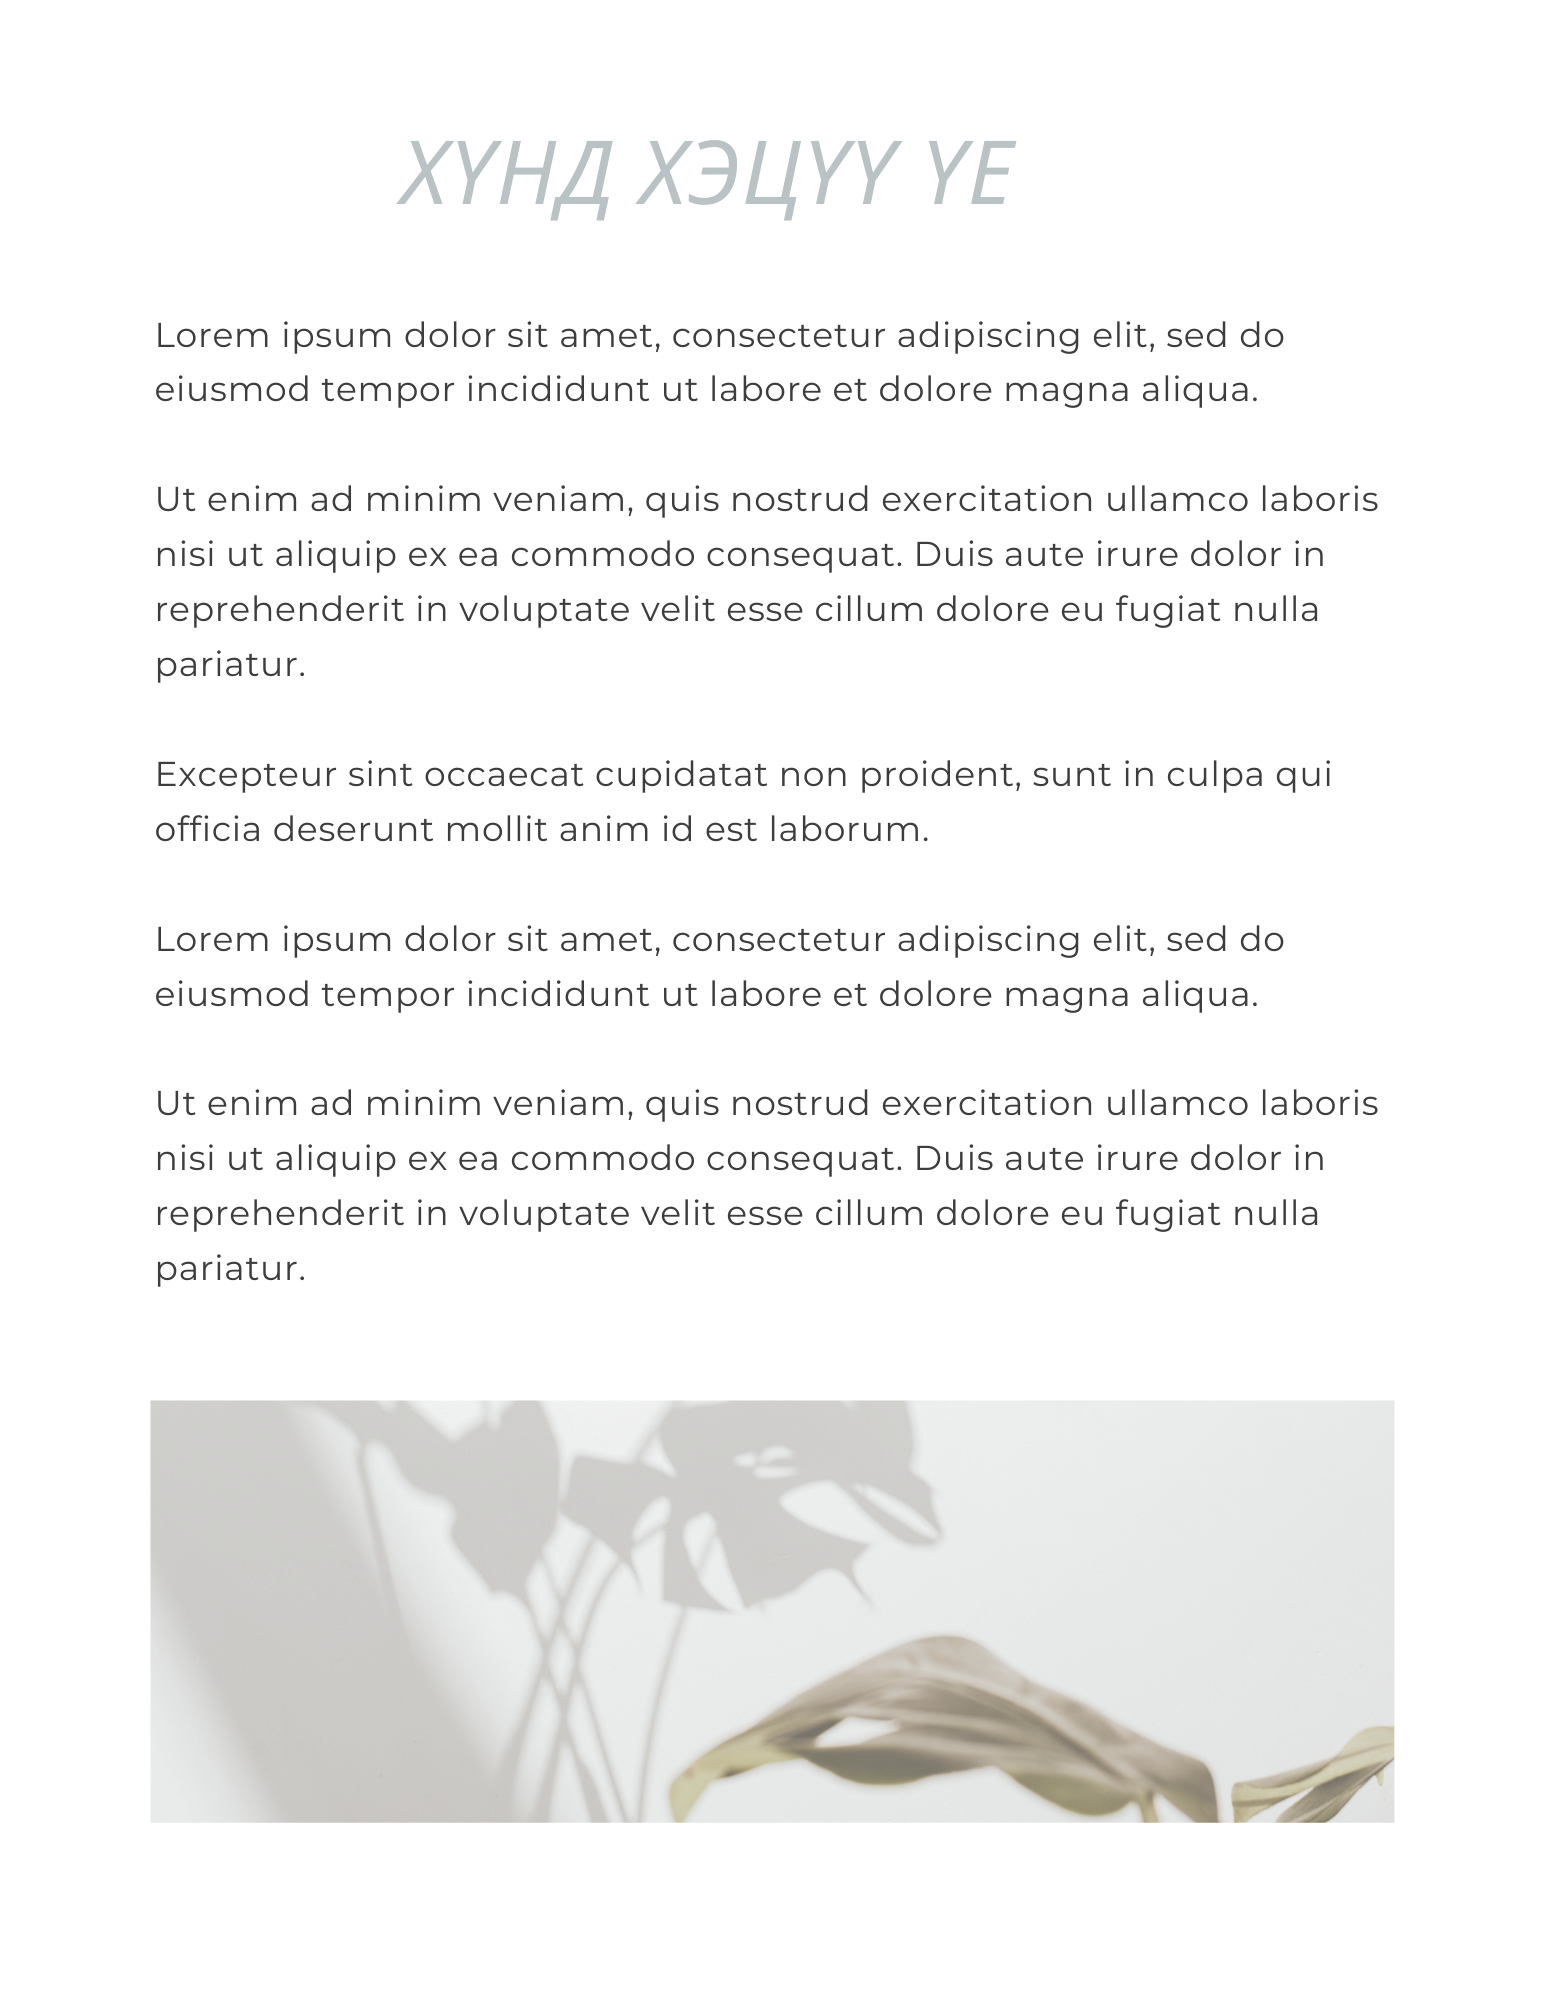 ХҮНД ХЭЦҮҮ ҮЕ
Lorem ipsum dolor sit amet, consectetur adipiscing elit, sed do
eiusmod tempor incididunt ut labore et dolore magna aliqua.
Ut enim ad minim veniam, quis nostrud exercitation ullamco laboris
nisi ut aliquip ex ea commodo consequat. Duis aute irure dolor in
reprehenderit in voluptate velit esse cillum dolore eu fugiat nulla
pariatur.
Excepteur sint occaecat cupidatat non proident, sunt in culpa qui
officia deserunt mollit anim id est laborum.
Lorem ipsum dolor sit amet, consectetur adipiscing elit, sed do
eiusmod tempor incididunt ut labore et dolore magna aliqua.
Ut enim ad minim veniam, quis nostrud exercitation ullamco laboris
nisi ut aliquip ex ea commodo consequat. Duis aute irure dolor in
reprehenderit in voluptate velit esse cillum dolore eu fugiat nulla
pariatur.